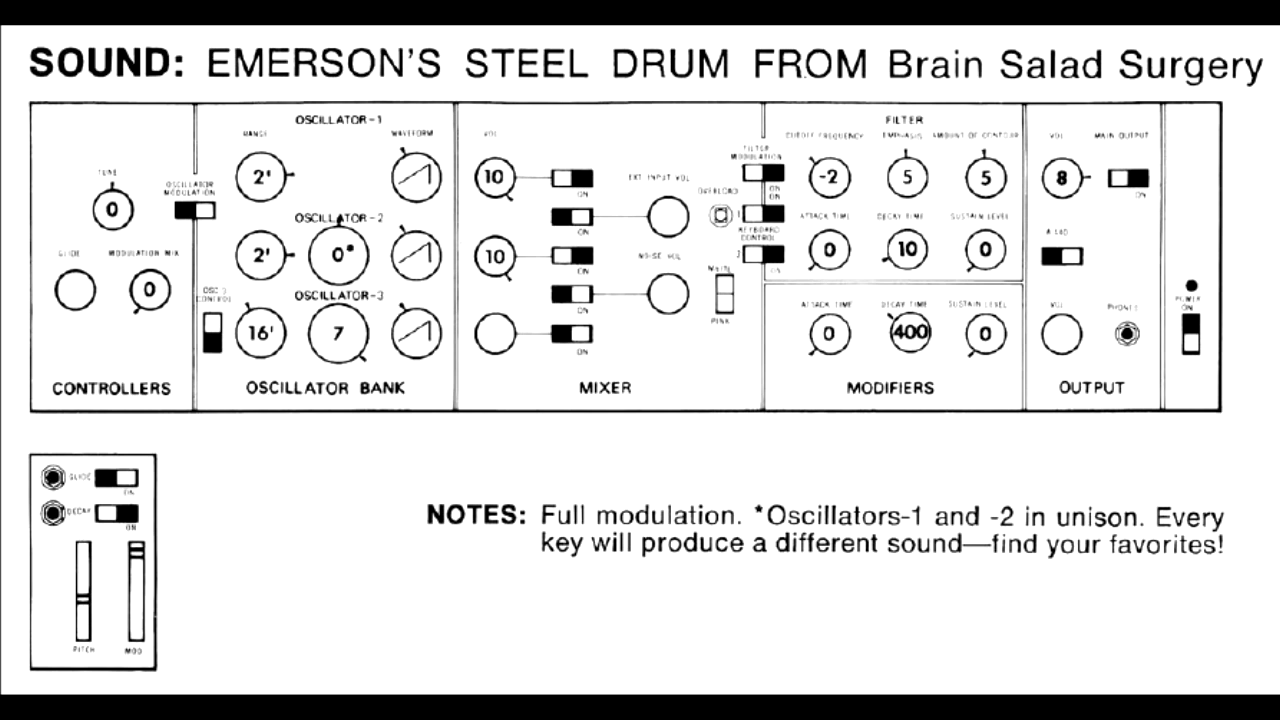 SOUND: EMERSON'S STEEL DRUM FROM Brain Salad Surgery
OSCILLATOR-1
FILTER
RANGE
WAVEFORM
VOL
CUTOFF FREQUENCY
EMPHASIS
AMOUNT OF CONTOUR
VOL
MAIN OUTPUT
FILTER
MODULATION
TUNE
2'
10
EXT. INPUT VOL
-2
5
5
8
OSCILLATOR
MODULATION
ON
ON
ON
ON
OVERLOAD
0
OSCILLATOR-2
1
ATTACK TIME
DECAY TIME
SUSTAIN LEVEL
KEYBOARD
CONTROL
ON
A-440
GLIDE
MODULATION MIX
2'
0*
10
NOISE VOL
2
0
10
0
ON
WHITE
ON
0
OSC. 3
CONTROL
OSCILLATOR-3
ON
PINK
ATTACK TIME
DECAY TIME
SUSTAIN LEVEL
VOL
PHONES
POWER
ON
16'
7
0
400
0
ON
CONTROLLERS
OSCILLATOR BANK
MIXER
MODIFIERS
OUTPUT
GLIDE
ON
DECAY
ON
PITCH
MOD
NOTES: Full modulation. *Oscillators-1 and -2 in unison. Every
key will produce a different sound—find your favorites!